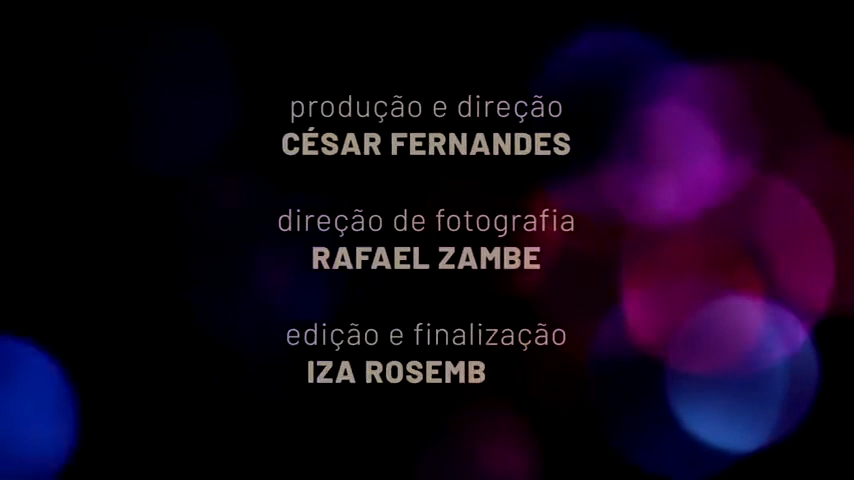 produção e direção
CÉSAR FERNANDES
direção de fotografia
RAFAEL ZAMBE
edição e finalização
IZA ROSEMB